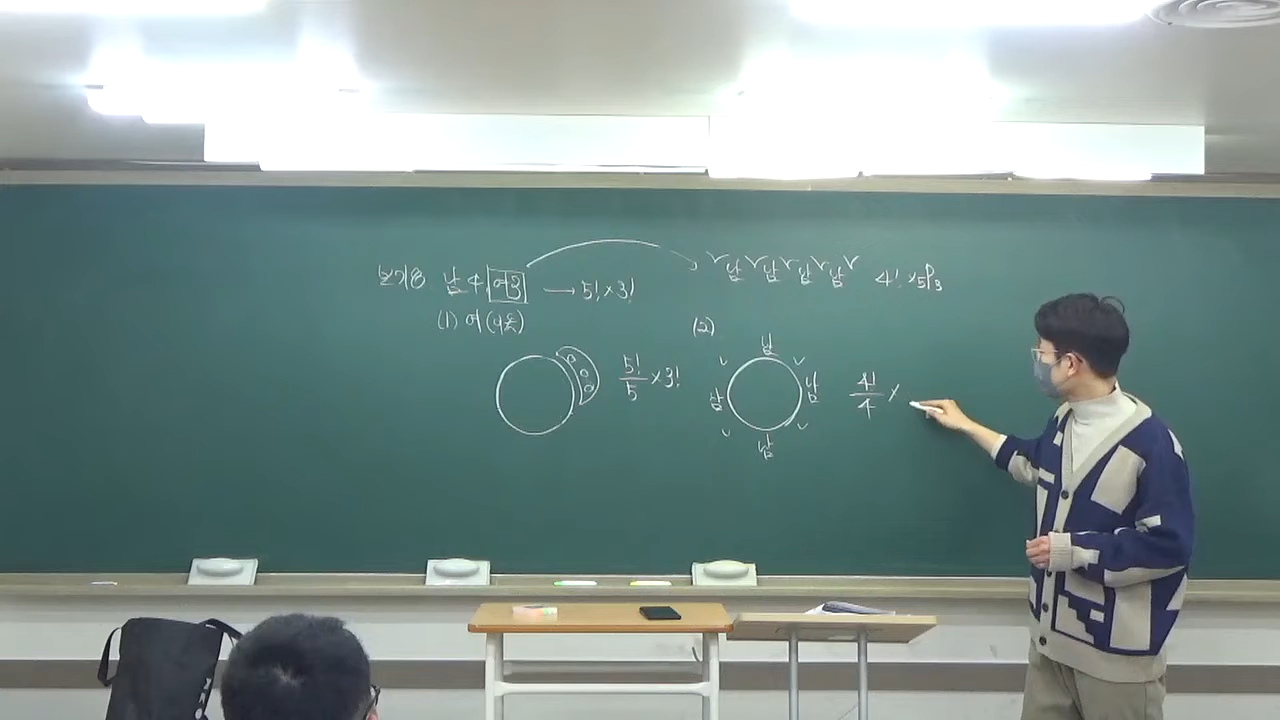 보기8 남4 여3 → 5! × 3!
∨남∨남∨남∨남∨ 4! × 5P3
(1) 여(이웃)
5!/5 × 3!
(2)
남
∨ ∨
남 남
∨ ∨
남
4!/4 ×